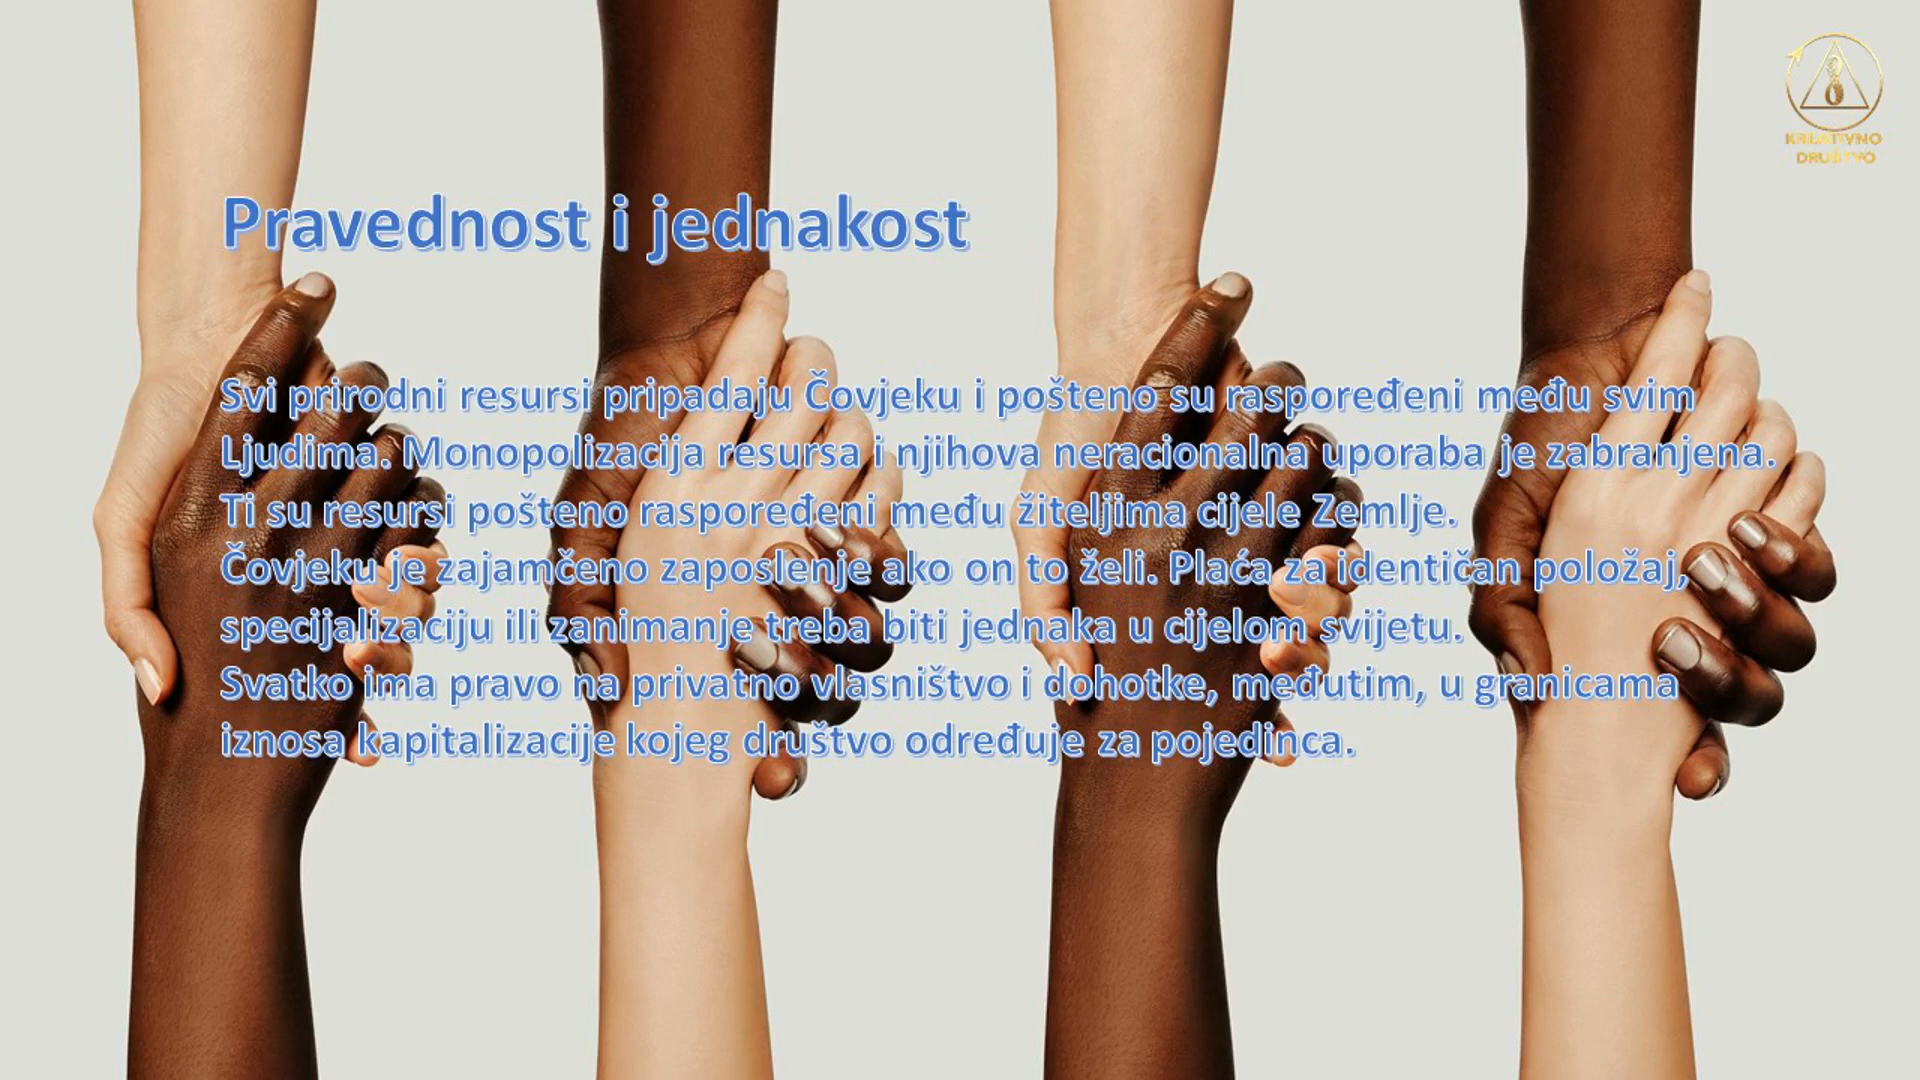 KREATIVNO
DRUŠTVO
Pravednost i jednakost
Svi prirodni resursi pripadaju Čovjeku i pošteno su raspoređeni među svim
Ljudima. Monopolizacija resursa i njihova neracionalna uporaba je zabranjena.
Ti su resursi pošteno raspoređeni među žiteljima cijele Zemlje.
Čovjeku je zajamčeno zaposlenje ako on to želi. Plaća za identičan položaj,
specijalizaciju ili zanimanje treba biti jednaka u cijelom svijetu.
Svatko ima pravo na privatno vlasništvo i dohotke, međutim, u granicama
iznosa kapitalizacije kojeg društvo određuje za pojedinca.